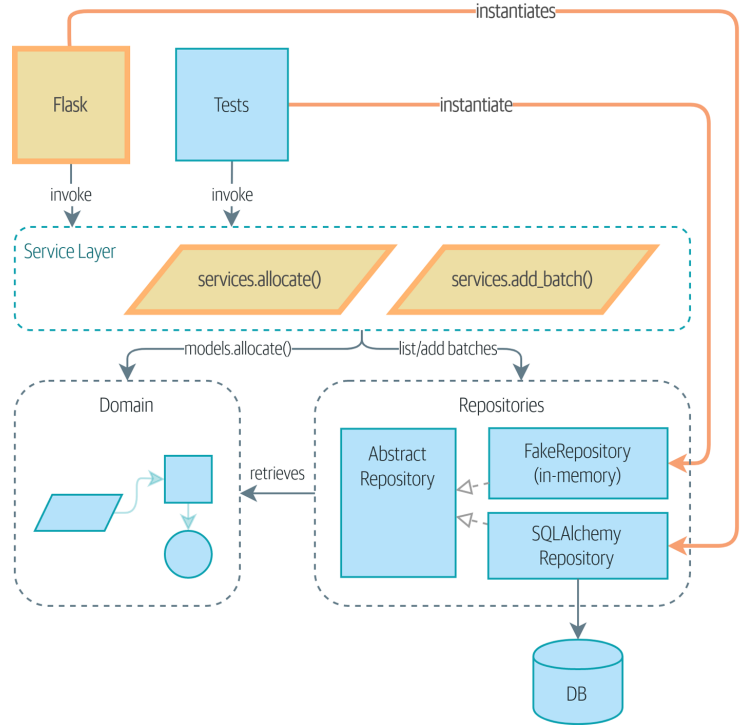 instantiates
Flask
Tests
instantiate
invoke
invoke
Service Layer
services.allocate()
services.add_batch()
models.allocate()
list/add batches
Domain
Repositories
Abstract
Repository
FakeRepository
(in-memory)
retrieves
SQLAlchemy
Repository
DB